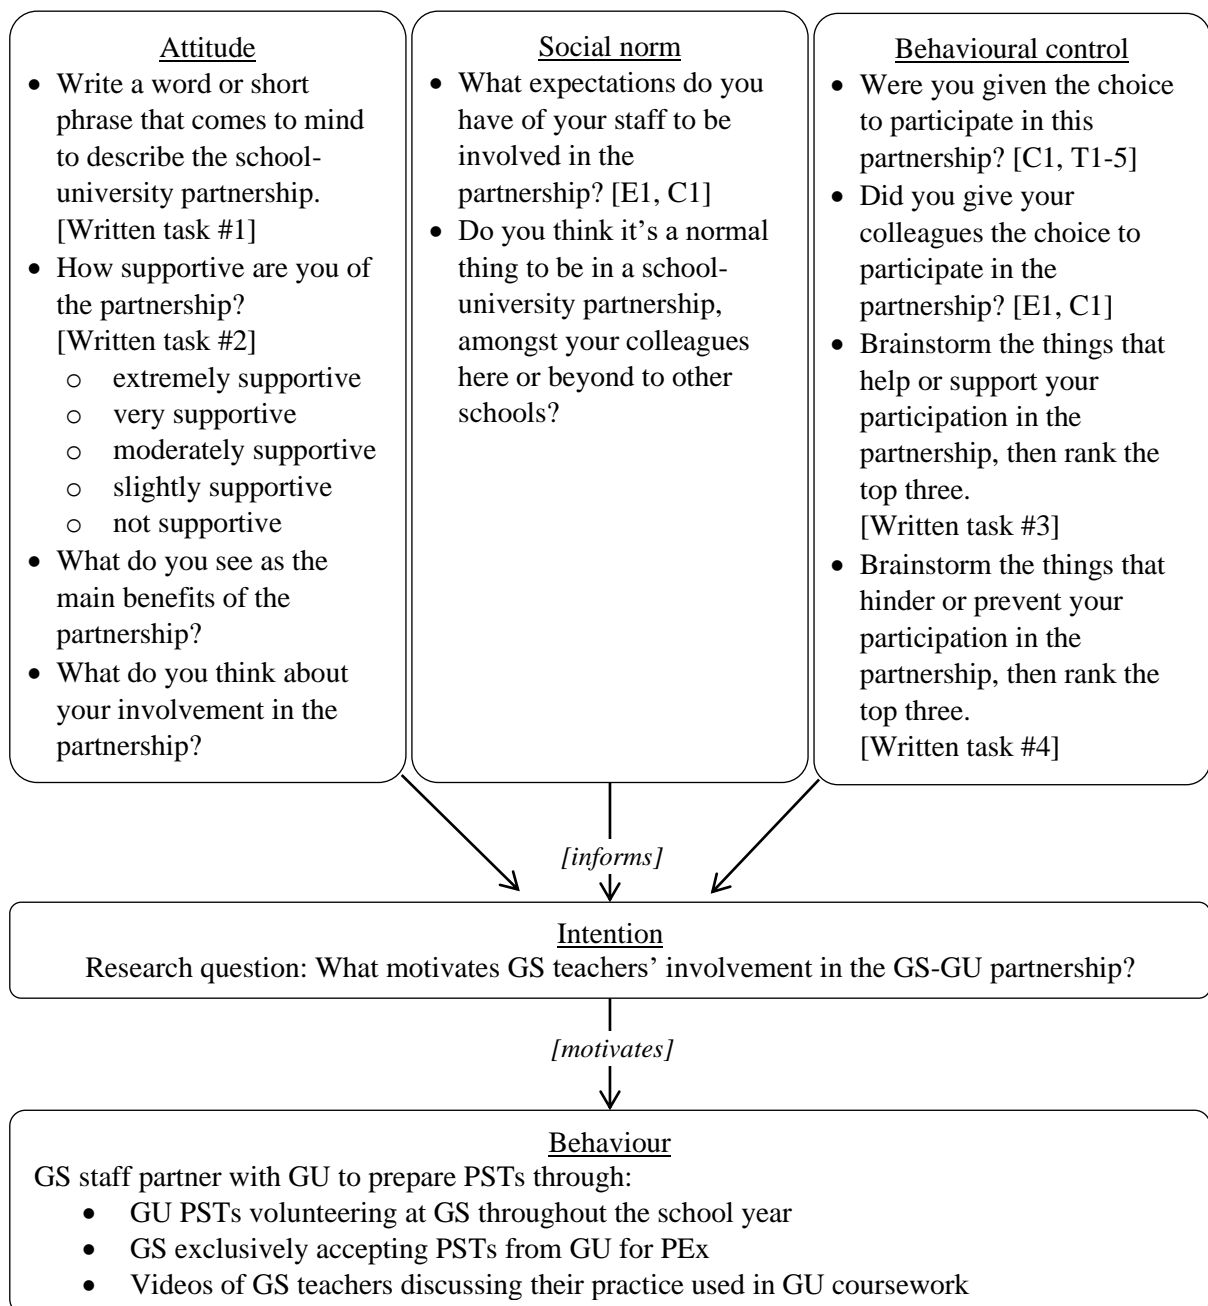 Attitude
• Write a word or short
phrase that comes to mind
to describe the school-
university partnership.
[Written task #1]
• How supportive are you of
the partnership?
[Written task #2]
o extremely supportive
o very supportive
o moderately supportive
o slightly supportive
o not supportive
• What do you see as the
main benefits of the
partnership?
• What do you think about
your involvement in the
partnership?
Social norm
• What expectations do you
have of your staff to be
involved in the
partnership? [E1, C1]
• Do you think it’s a normal
thing to be in a school-
university partnership,
amongst your colleagues
here or beyond to other
schools?
Behavioural control
• Were you given the choice
to participate in this
partnership? [C1, T1-5]
• Did you give your
colleagues the choice to
participate in the
partnership? [E1, C1]
• Brainstorm the things that
help or support your
participation in the
partnership, then rank the
top three.
[Written task #3]
• Brainstorm the things that
hinder or prevent your
participation in the
partnership, then rank the
top three.
[Written task #4]
[informs]
Intention
Research question: What motivates GS teachers’ involvement in the GS-GU partnership?
[motivates]
Behaviour
GS staff partner with GU to prepare PSTs through:
• GU PSTs volunteering at GS throughout the school year
• GS exclusively accepting PSTs from GU for PEx
• Videos of GS teachers discussing their practice used in GU coursework